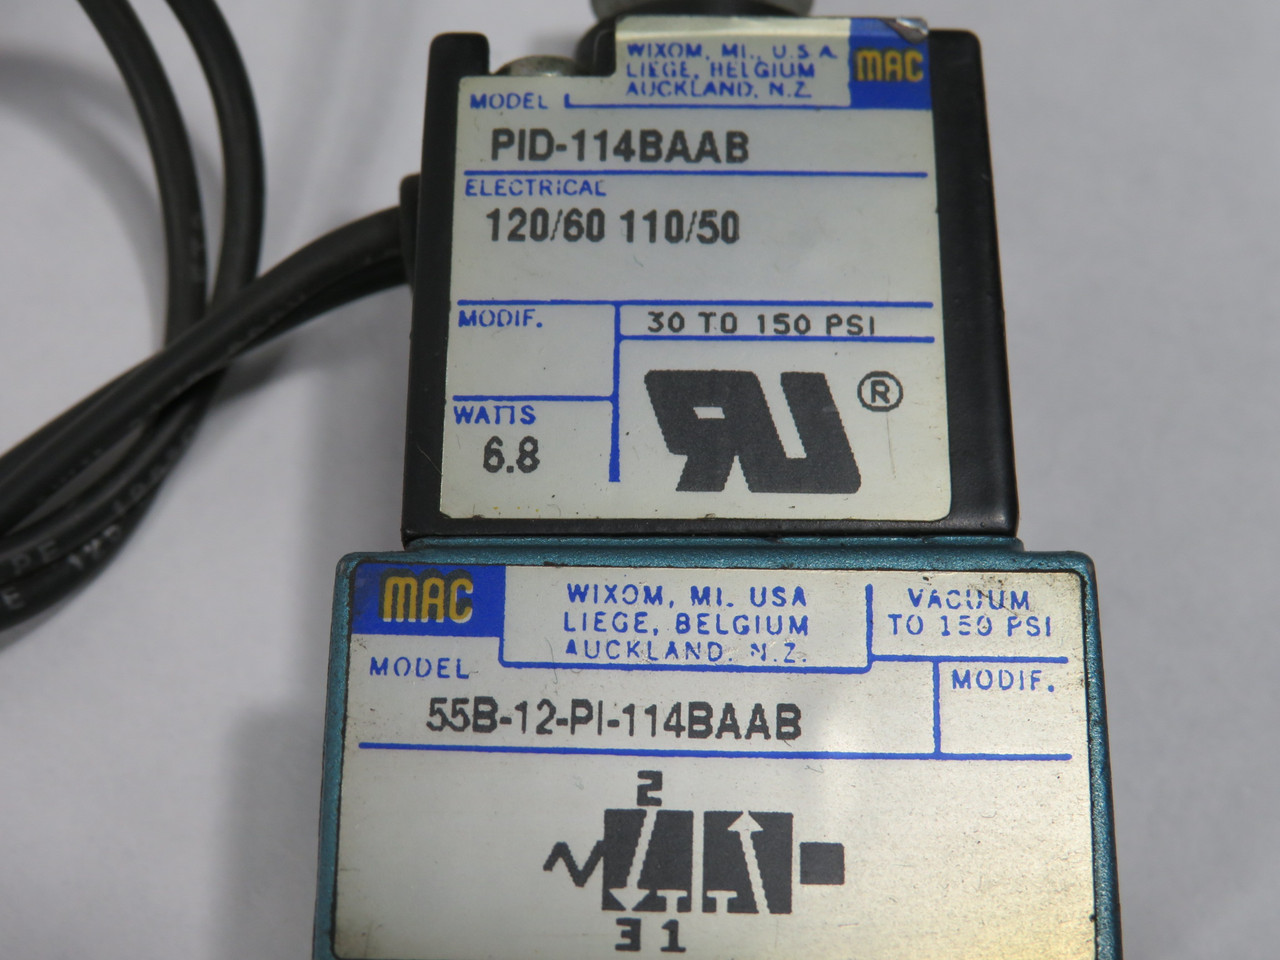 WIXOM, MI., U.S.A.
LIEGE, BELGIUM
AUCKLAND, N.Z.
MAC
MODEL
PID-114BAAB
ELECTRICAL
120/60 110/50
MODIF.
30 TO 150 PSI
WATTS
6.8
RU ®
MAC
WIXOM, MI. USA
LIEGE, BELGIUM
AUCKLAND, N.Z.
VACUUM
TO 150 PSI
MODEL
MODIF.
55B-12-PI-114BAAB
2
3 1